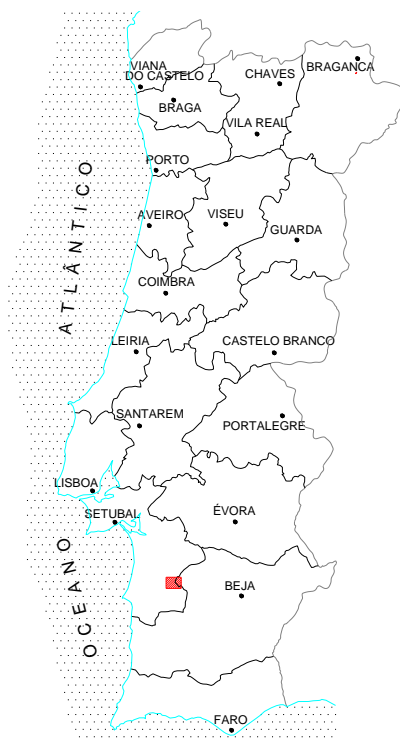 VIANA
DO CASTELO
BRAGA
CHAVES
BRAGANÇA
VILA REAL
PORTO
AVEIRO
VISEU
GUARDA
COIMBRA
LEIRIA
CASTELO BRANCO
SANTAREM
PORTALEGRE
LISBOA
SETUBAL
ÉVORA
BEJA
FARO
OCEANO
ATLÂNTICO